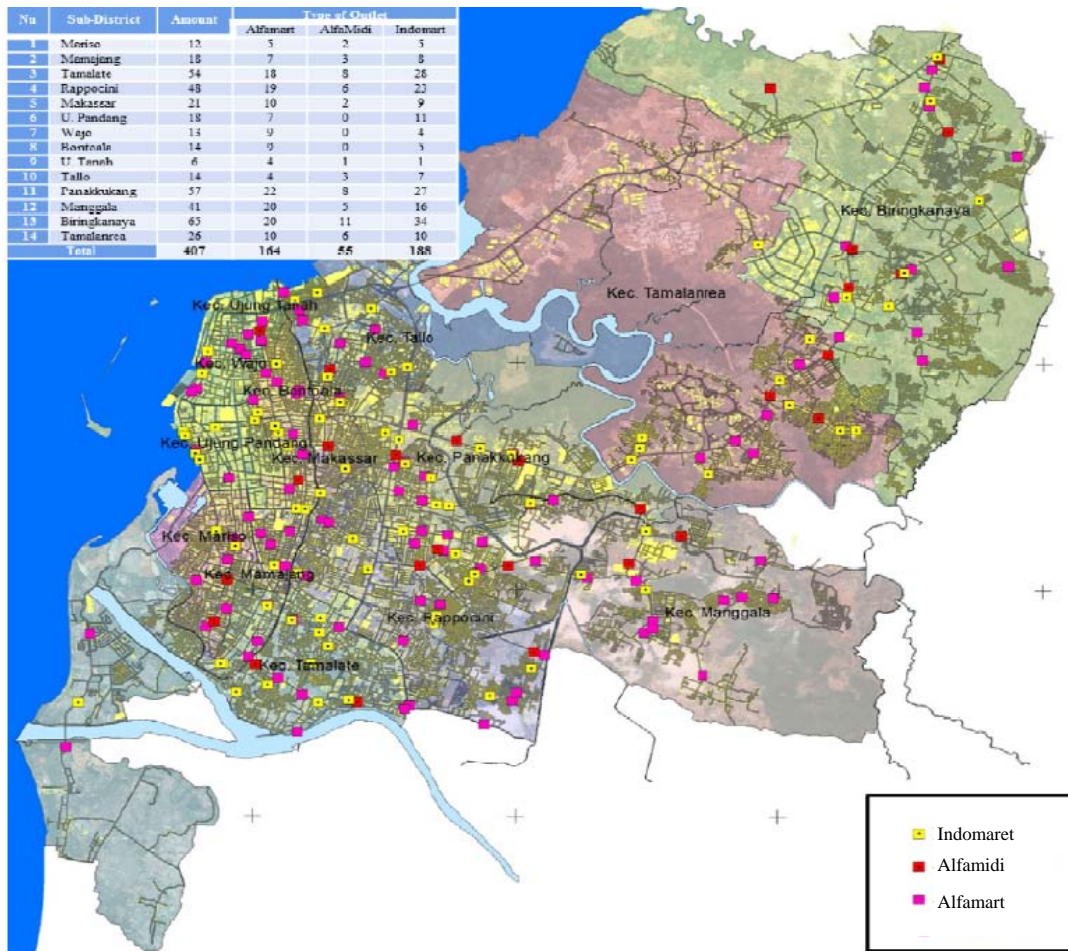 Nu Sub-District Amount Type of Outlet
Alfamart AlfaMidi Indomart
1 Mariso 12 5 2 5
2 Mamajang 18 7 3 8
3 Tamalate 54 18 8 28
4 Rappocini 48 19 6 23
5 Makassar 21 10 2 9
6 U. Pandang 18 7 0 11
7 Wajo 13 9 0 4
8 Bontoala 14 9 0 5
9 U. Tanah 6 4 1 1
10 Tallo 14 4 3 7
11 Panakkukang 57 22 8 27
12 Manggala 41 20 5 16
13 Biringkanaya 65 20 11 34
14 Tamalanrea 26 10 6 10
Total 407 164 55 188
Kec. Biringkanaya
Kec. Tamalanrea
Kec. Ujung Tanah
Kec. Tallo
Kec. Wajo
Kec. Bontoala
Kec. Ujung Pandang
Kec. Makassar
Kec. Panakkukang
Kec. Mariso
Kec. Mamajang
Kec. Rappocini
Kec. Manggala
Kec. Tamalate
Indomaret
Alfamidi
Alfamart